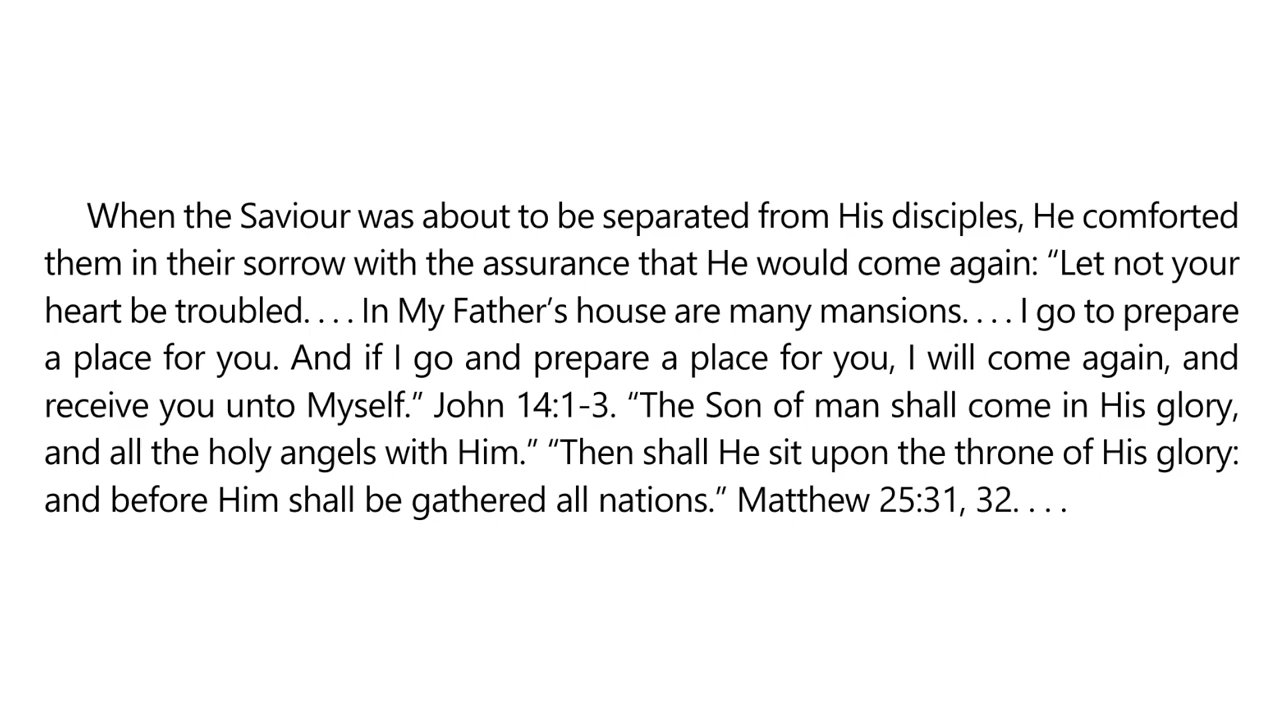 When the Saviour was about to be separated from His disciples, He comforted
them in their sorrow with the assurance that He would come again: “Let not your
heart be troubled. . . . In My Father’s house are many mansions. . . . I go to prepare
a place for you. And if I go and prepare a place for you, I will come again, and
receive you unto Myself.” John 14:1-3. “The Son of man shall come in His glory,
and all the holy angels with Him.” “Then shall He sit upon the throne of His glory:
and before Him shall be gathered all nations.” Matthew 25:31, 32. . . .